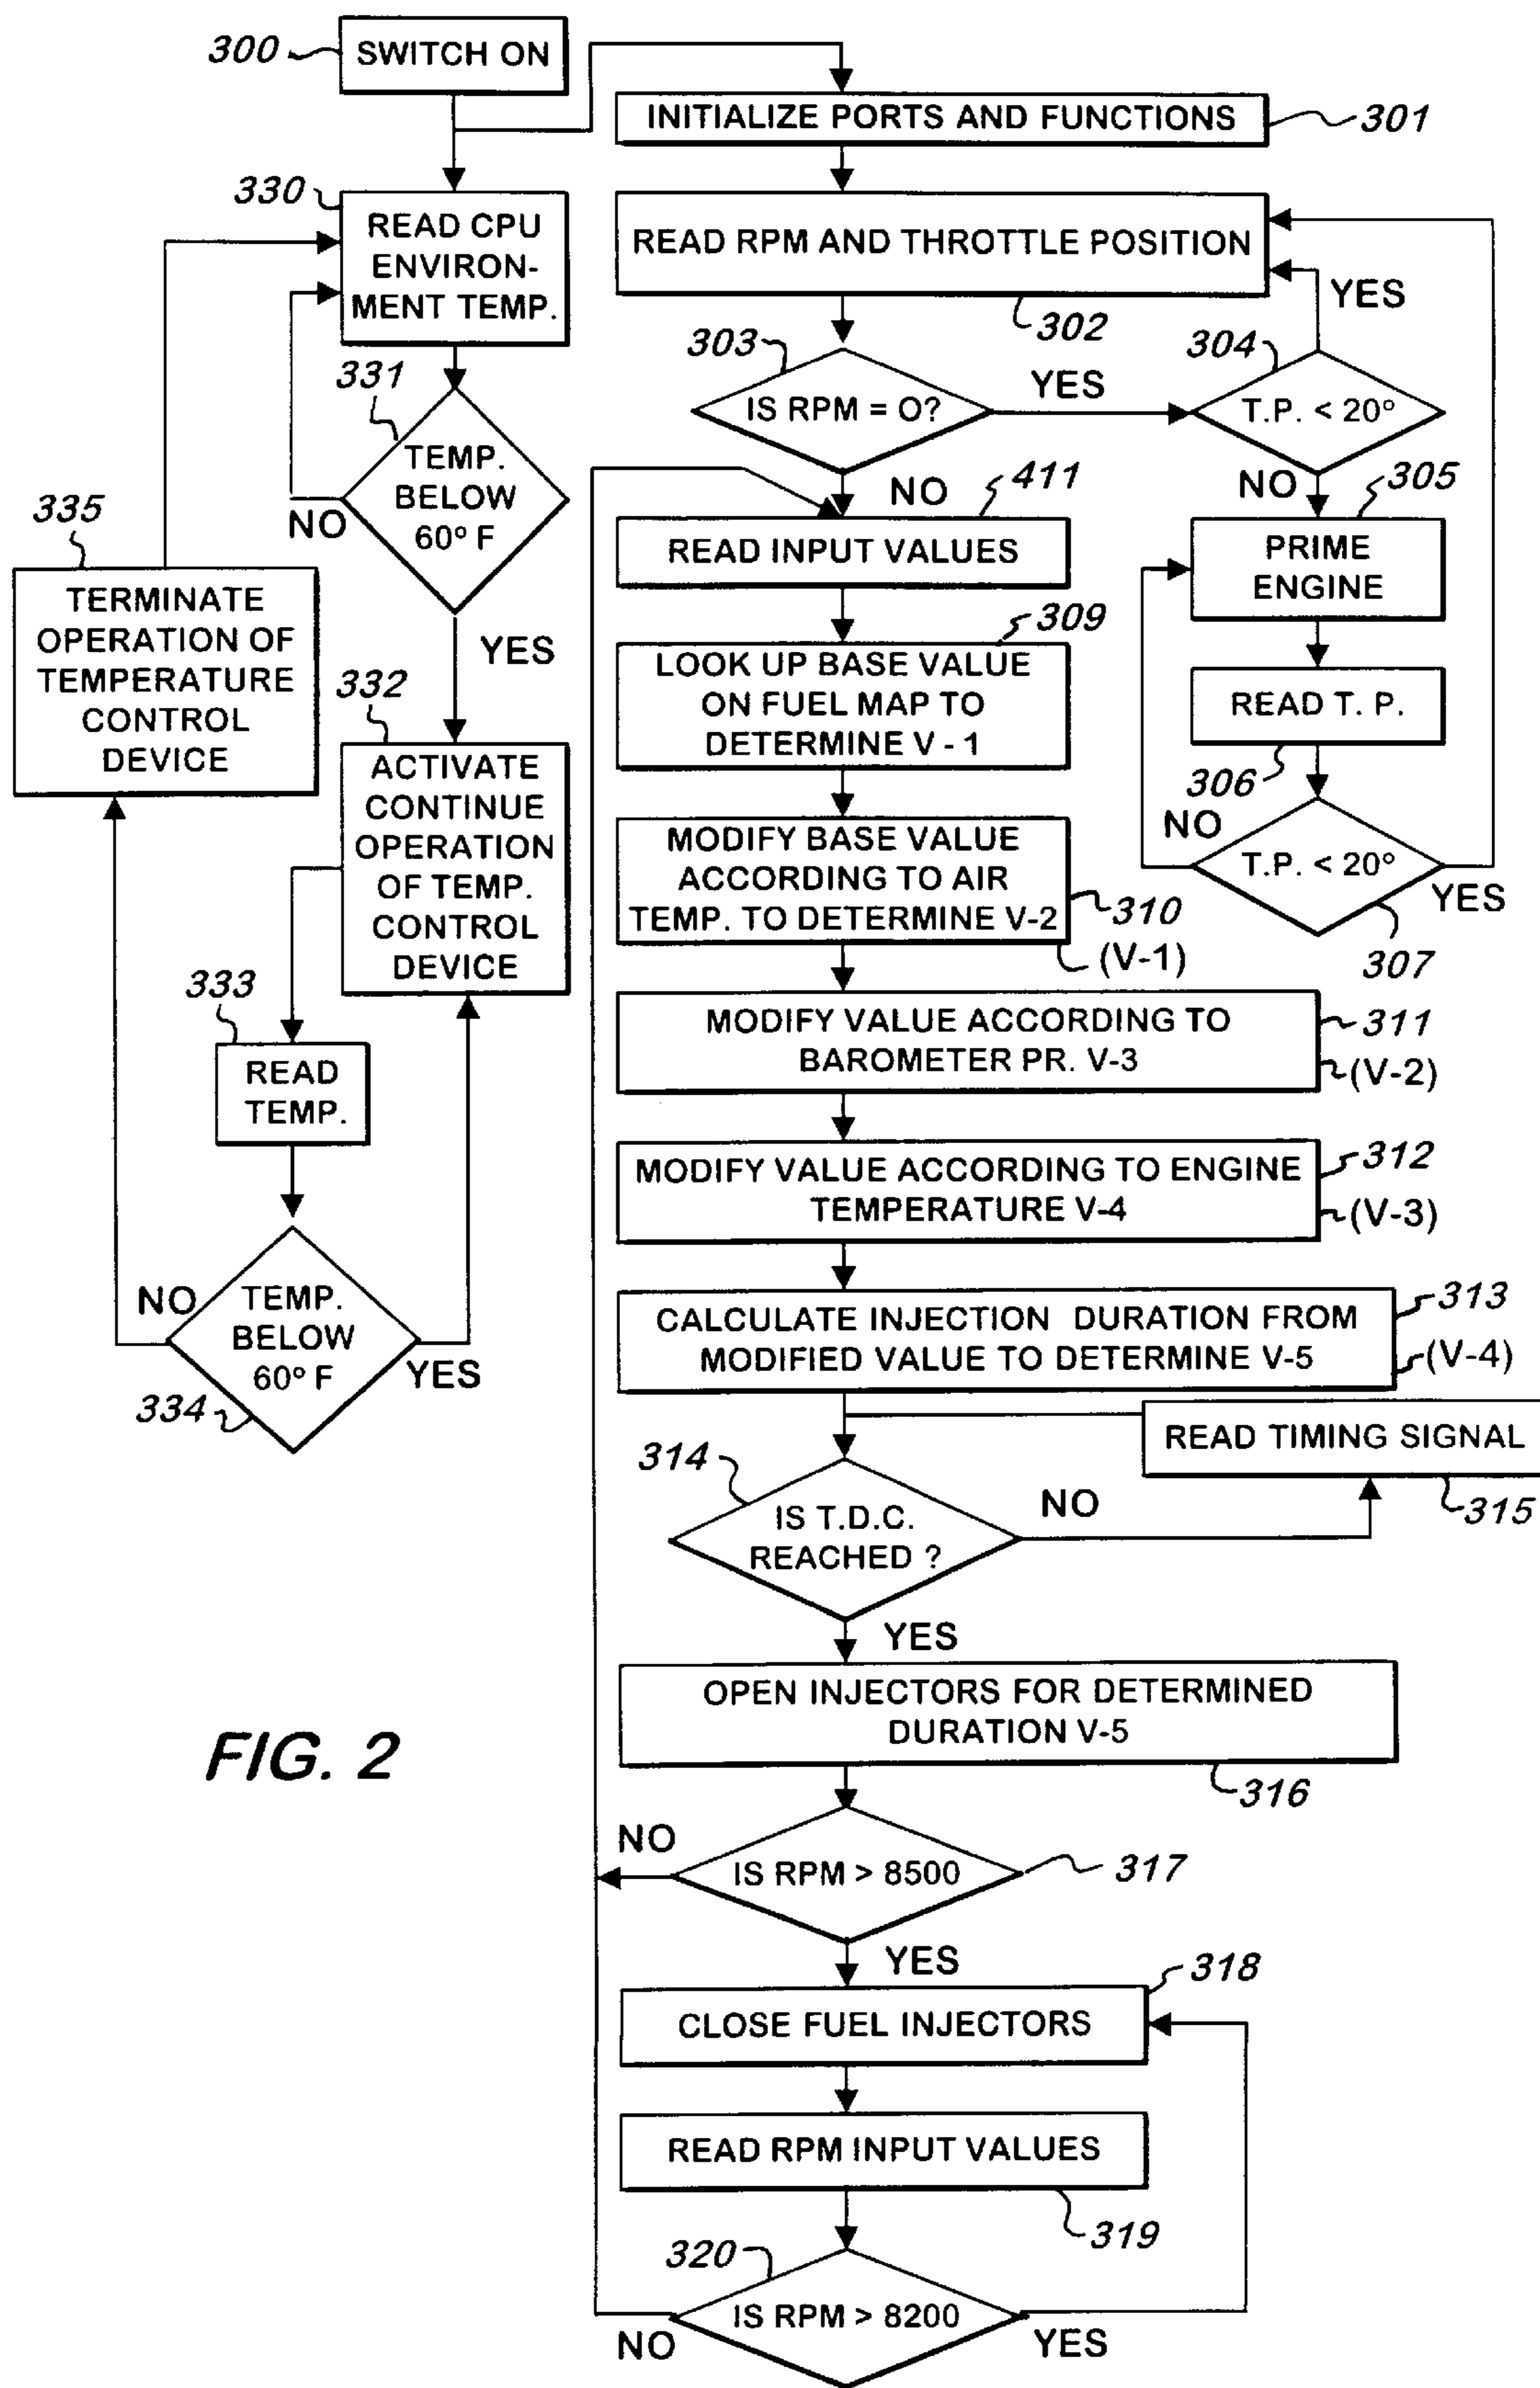 300
SWITCH ON
INITIALIZE PORTS AND FUNCTIONS
301
330
READ CPU
ENVIRON-
MENT TEMP.
READ RPM AND THROTTLE POSITION
302
YES
331
TEMP.
BELOW
60º F
NO
YES
303
IS RPM = O?
YES
304
T.P. < 20º
NO
NO
335
TERMINATE
OPERATION OF
TEMPERATURE
CONTROL
DEVICE
332
ACTIVATE
CONTINUE
OPERATION
OF TEMP.
CONTROL
DEVICE
333
READ
TEMP.
NO
TEMP.
BELOW
60º F
YES
334
411
READ INPUT VALUES
305
PRIME
ENGINE
READ T. P.
306
NO
T.P. < 20º
YES
307
309
LOOK UP BASE VALUE
ON FUEL MAP TO
DETERMINE V - 1
MODIFY BASE VALUE
ACCORDING TO AIR
TEMP. TO DETERMINE V-2
310
(V-1)
MODIFY VALUE ACCORDING TO
BAROMETER PR. V-3
311
(V-2)
MODIFY VALUE ACCORDING TO ENGINE
TEMPERATURE V-4
312
(V-3)
CALCULATE INJECTION DURATION FROM
MODIFIED VALUE TO DETERMINE V-5
313
(V-4)
READ TIMING SIGNAL
315
314
IS T.D.C.
REACHED ?
NO
YES
OPEN INJECTORS FOR DETERMINED
DURATION V-5
316
FIG. 2
NO
IS RPM > 8500
317
YES
318
CLOSE FUEL INJECTORS
READ RPM INPUT VALUES
319
320
IS RPM > 8200
NO
YES